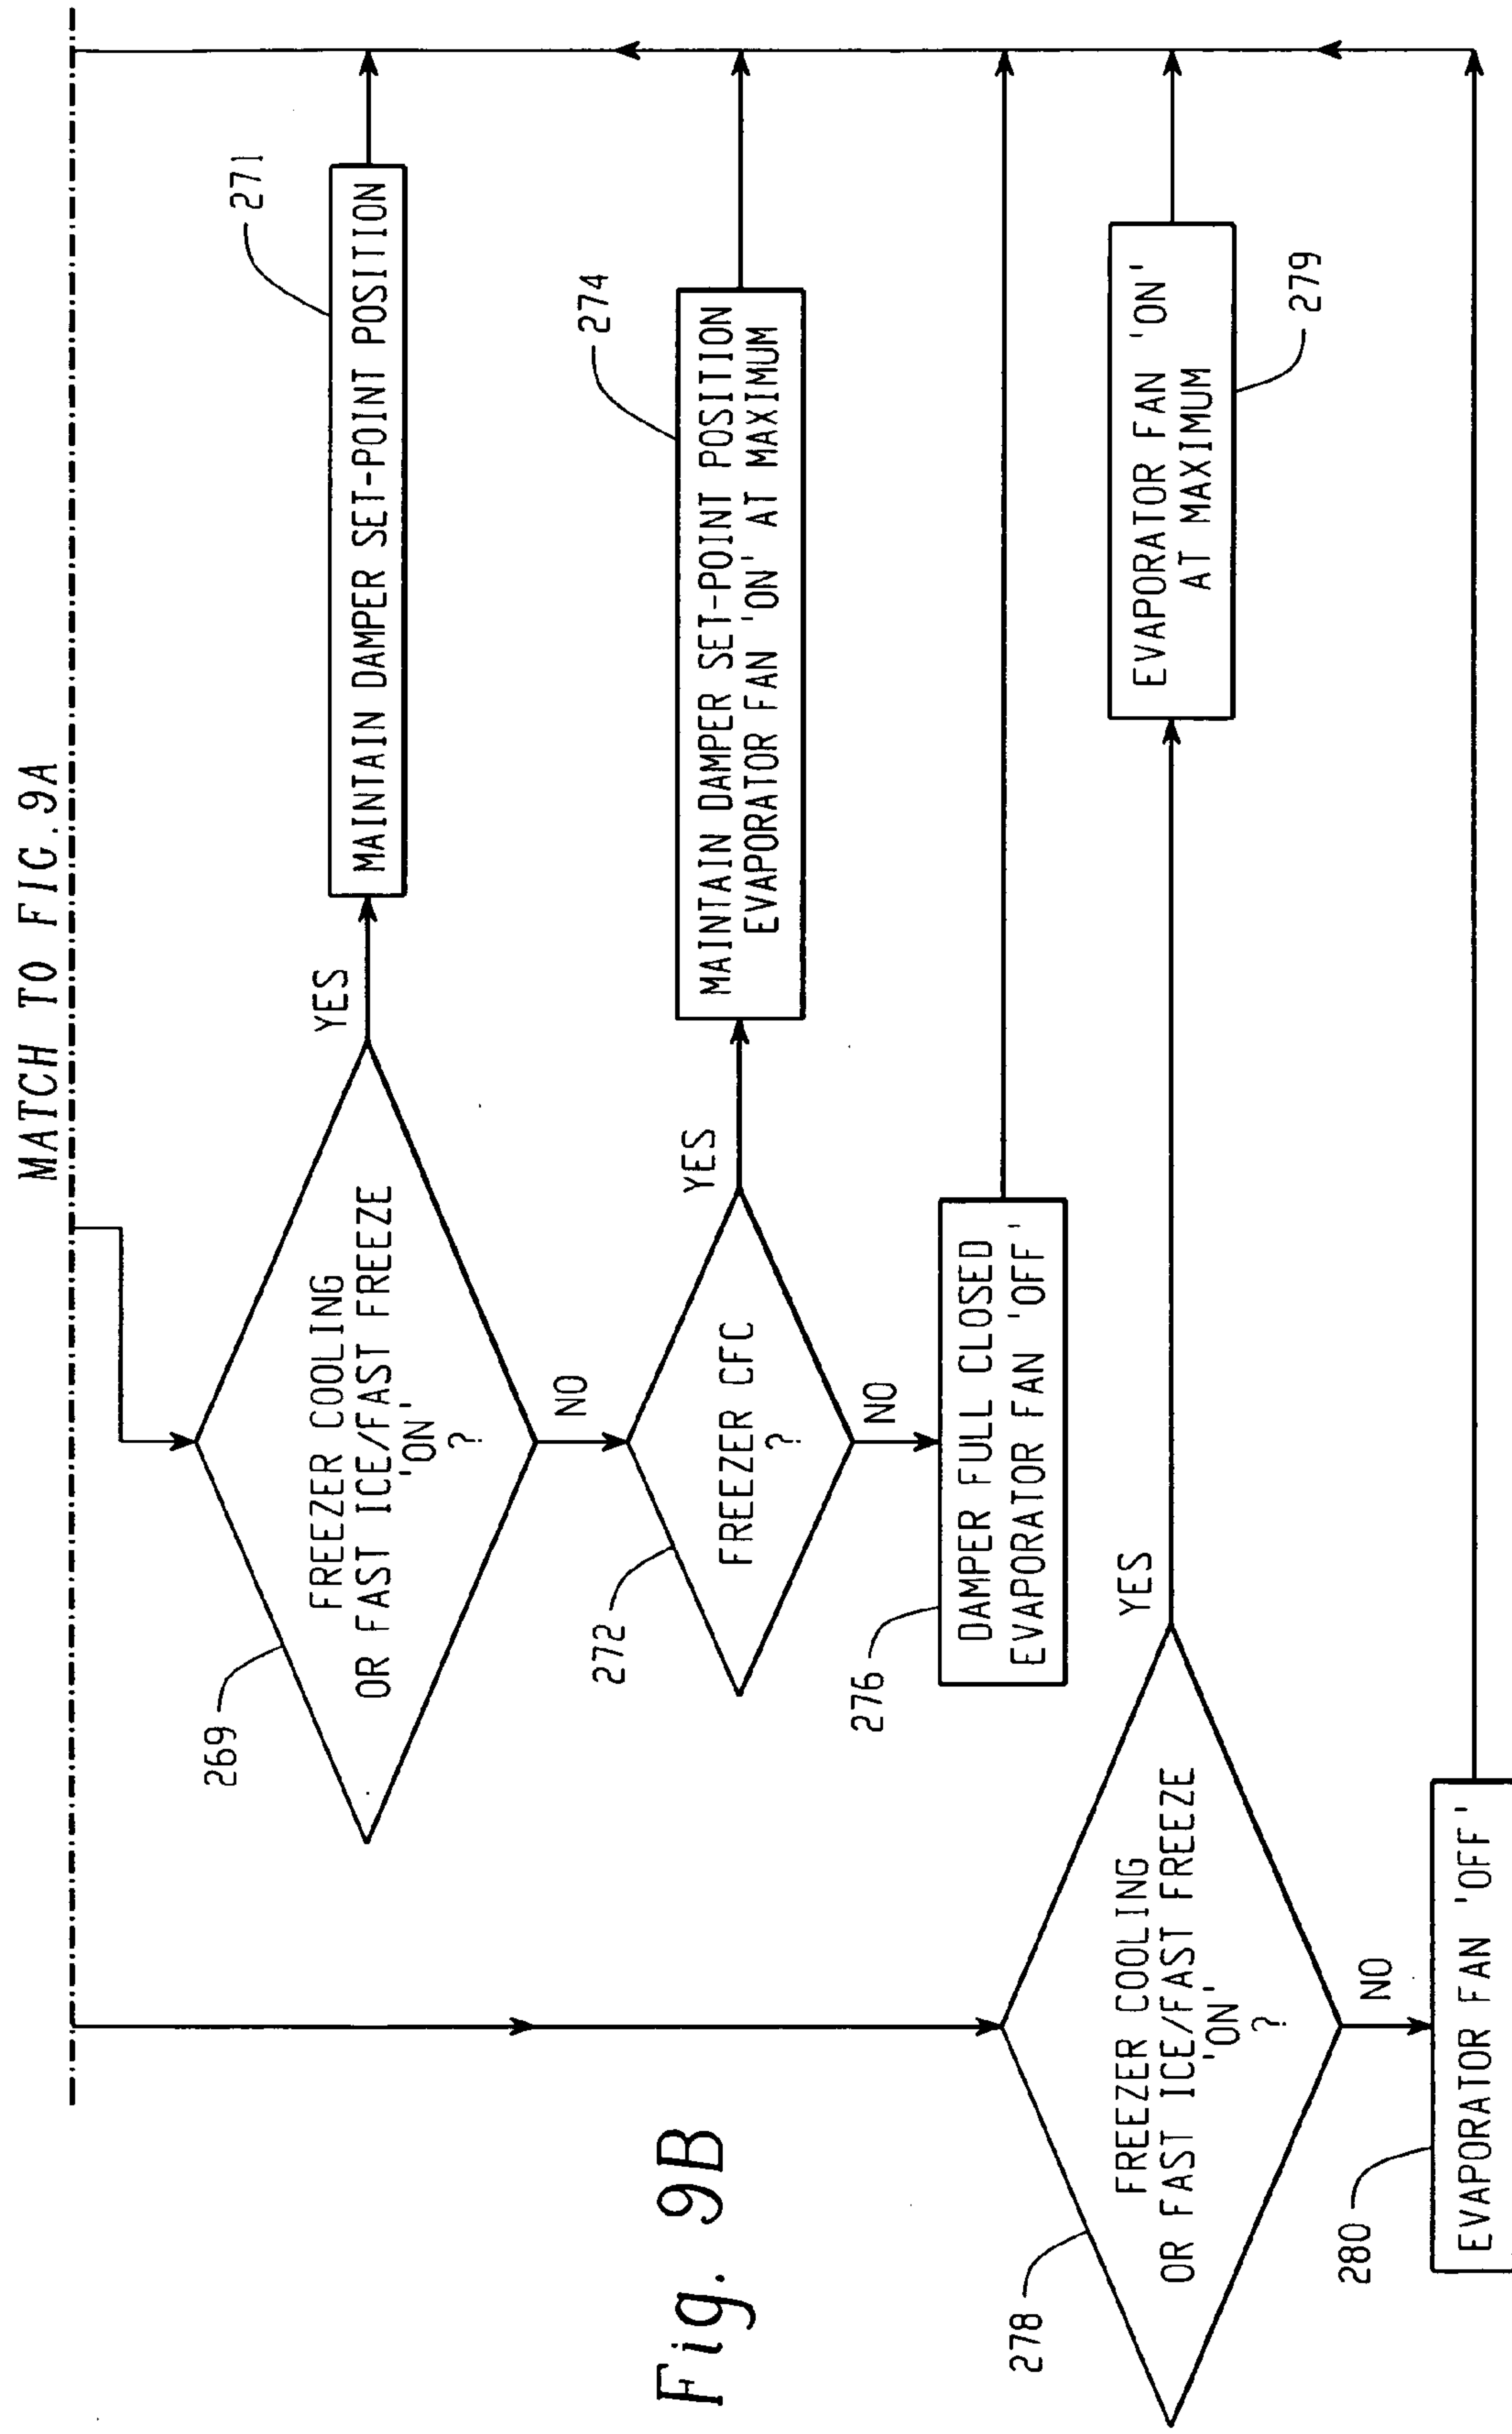 MATCH TO FIG.9A
269
FREEZER COOLING
OR FAST ICE/FAST FREEZE
'ON'
?
YES
271
MAINTAIN DAMPER SET-POINT POSITION
NO
272
FREEZER CFC
?
YES
274
MAINTAIN DAMPER SET-POINT POSITION
EVAPORATOR FAN 'ON' AT MAXIMUM
NO
276
DAMPER FULL CLOSED
EVAPORATOR FAN 'OFF'
278
FREEZER COOLING
OR FAST ICE/FAST FREEZE
'ON'
?
YES
EVAPORATOR FAN 'ON'
AT MAXIMUM
279
NO
280
EVAPORATOR FAN 'OFF'
Fig. 9B